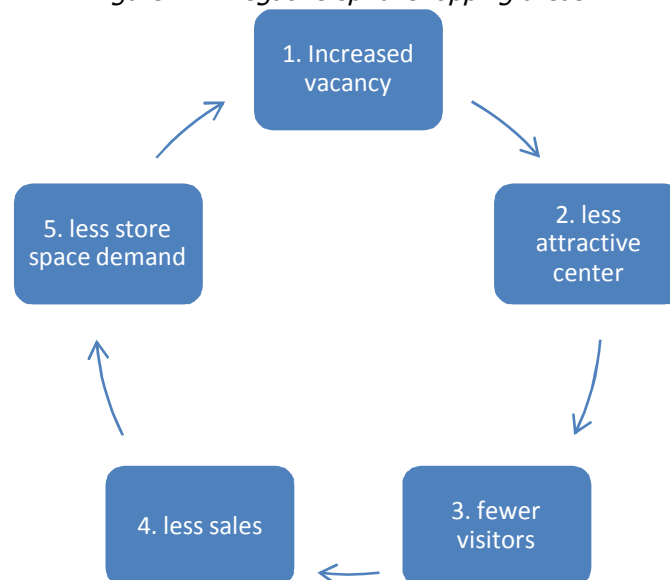 1. Increased
vacancy
2. less
attractive
center
3. fewer
visitors
4. less sales
5. less store
space demand